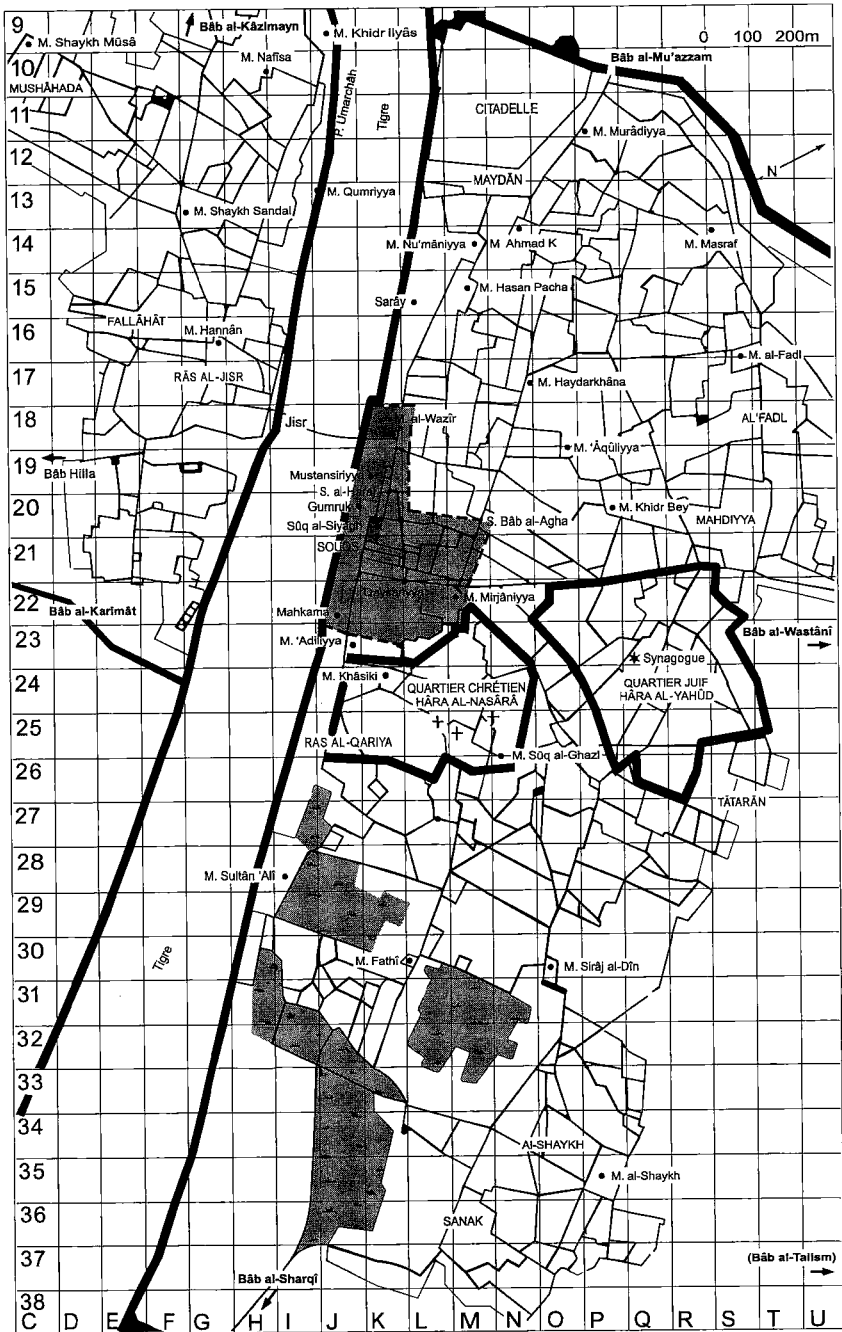 9
Bâb al-Kâzimayn
M. Khidr Ilyâs
0 100 200m
M. Shaykh Mûsâ
M. Nafîsa
Bâb al-Mu'azzam
10
MUSHÂHADA
P. Umarchâh
Tigre
CITADELLE
11
M. Murâdiyya
12
N
MAYDÂN
13
M. Qumriyya
M. Shaykh Sandal
14
M. Nu'mâniyya
M Ahmad K
M. Masraf
15
M. Hasan Pacha
Sarây
16
FALLÂHÂT
M. Hannân
M. al-Fadl
17
RÂS AL-JISR
M. Haydarkhâna
18
Jisr
M. al-Wazîr
AL'FADL
19
M. 'Âqûliyya
Bâb Hilla
Mustansiriyya
20
Gumruk
M. Khidr Bey
Sûq al-Siyâgh
S. Bâb al-Agha
MAHDIYYA
21
SOUQS
22
Bâb al-Karîmât
M. Mirjâniyya
Mahkama
23
Bâb al-Wastânî
M. 'Âdiliyya
Synagogue
24
M. Khâsikî
QUARTIER CHRÉTIEN
HÂRA AL-NASÂRÂ
QUARTIER JUIF
HÂRA AL-YAHÛD
25
RAS AL-QARIYA
M. Sûq al-Ghazl
26
TÂTARÂN
27
28
M. Sultân 'Alî
29
30
Tigre
M. Fathî
M. Sirâj al-Dîn
31
32
33
34
Al-SHAYKH
35
M. al-Shaykh
36
SANAK
37
(Bâb al-Talism)
Bâb al-Sharqî
38
C D E F G H I J K L M N O P Q R S T U